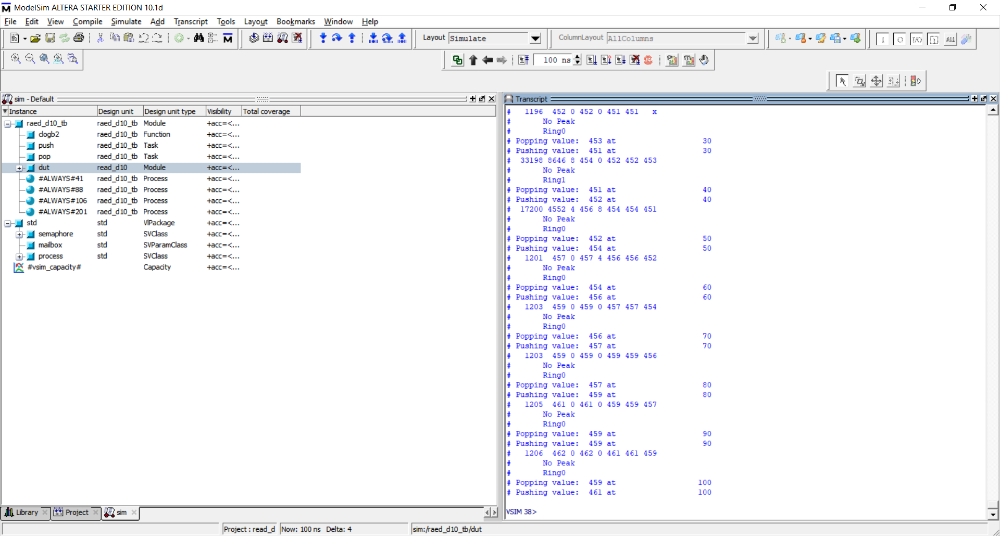 ModelSim ALTERA STARTER EDITION 10.1d
File Edit View Compile Simulate Add Transcript Tools Layout Bookmarks Window Help
Layout Simulate ColumnLayout AllColumns
ALL
100 ns
sim - Default
Instance Design unit Design unit type Visibility Total coverage
raed_d10_tb raed_d10_tb Module +acc=<...
clogb2 raed_d10_tb Function +acc=<...
push raed_d10_tb Task +acc=<...
pop raed_d10_tb Task +acc=<...
dut read_d10 Module +acc=<...
#ALWAYS#41 raed_d10_tb Process +acc=<...
#ALWAYS#88 raed_d10_tb Process +acc=<...
#ALWAYS#106 raed_d10_tb Process +acc=<...
#ALWAYS#201 raed_d10_tb Process +acc=<...
std std VlPackage +acc=<...
semaphore std SVClass +acc=<...
mailbox std SVParamClass +acc=<...
process std SVClass +acc=<...
#vsim_capacity# Capacity +acc=<...
Transcript
# 1196 452 0 452 0 451 451 x
# No Peak
# Ring0
# Popping value: 453 at 30
# Pushing value: 451 at 30
# 33198 8646 8 454 0 452 452 453
# No Peak
# Ring1
# Popping value: 451 at 40
# Pushing value: 452 at 40
# 17200 4552 4 456 8 454 454 451
# No Peak
# Ring0
# Popping value: 452 at 50
# Pushing value: 454 at 50
# 1201 457 0 457 4 456 456 452
# No Peak
# Ring0
# Popping value: 454 at 60
# Pushing value: 456 at 60
# 1203 459 0 459 0 457 457 454
# No Peak
# Ring0
# Popping value: 456 at 70
# Pushing value: 457 at 70
# 1203 459 0 459 0 459 459 456
# No Peak
# Ring0
# Popping value: 457 at 80
# Pushing value: 459 at 80
# 1205 461 0 461 0 459 459 457
# No Peak
# Ring0
# Popping value: 459 at 90
# Pushing value: 459 at 90
# 1206 462 0 462 0 461 461 459
# No Peak
# Ring0
# Popping value: 459 at 100
# Pushing value: 461 at 100
VSIM 38>
Library Project sim
Project : read_d Now: 100 ns Delta: 4 sim:/raed_d10_tb/dut